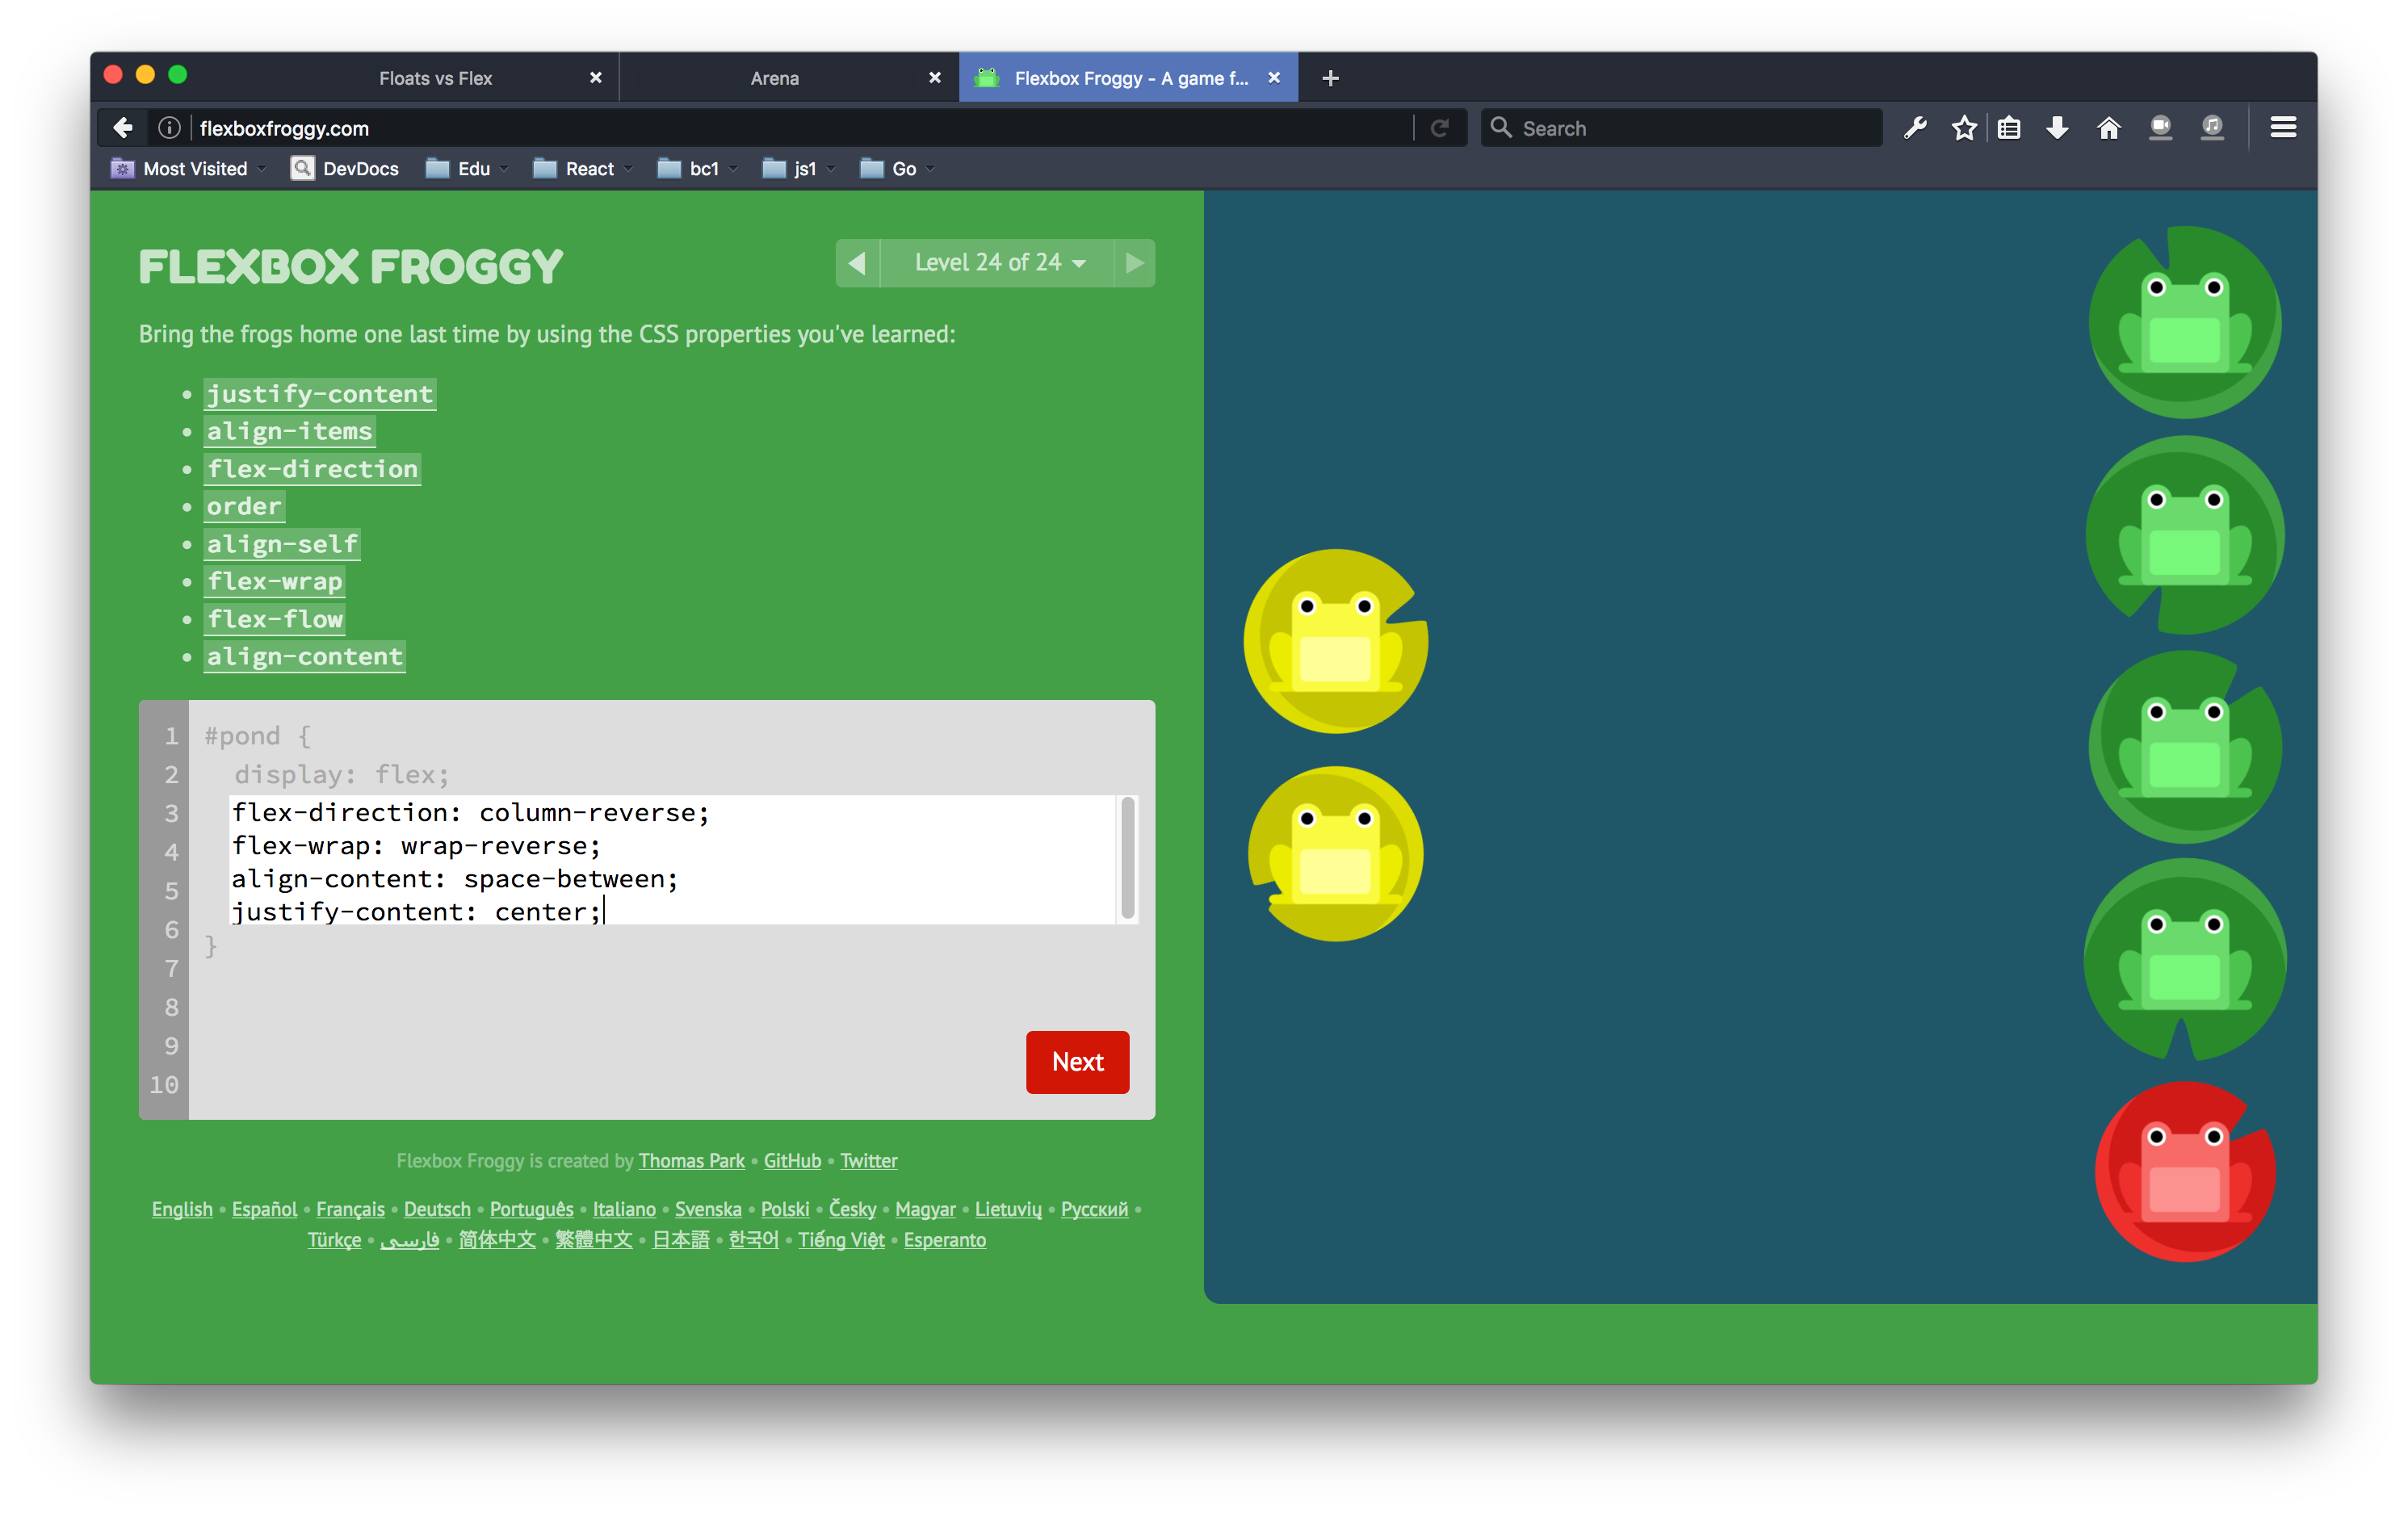 Floats vs Flex
Arena
Flexbox Froggy - A game f...
flexboxfroggy.com
Search
Most Visited
DevDocs
Edu
React
bc1
js1
Go
FLEXBOX FROGGY
Level 24 of 24
Bring the frogs home one last time by using the CSS properties you've learned:
• justify-content
• align-items
• flex-direction
• order
• align-self
• flex-wrap
• flex-flow
• align-content
1 #pond {
2 display: flex;
3 flex-direction: column-reverse;
4 flex-wrap: wrap-reverse;
5 align-content: space-between;
6 justify-content: center;
7 }
8
9
10
Next
Flexbox Froggy is created by Thomas Park • GitHub • Twitter
English • Español • Français • Deutsch • Português • Italiano • Svenska • Polski • Česky • Magyar • Lietuvių • Русский •
Türkçe • فارسی • 简体中文 • 繁體中文 • 日本語 • 한국어 • Tiếng Việt • Esperanto